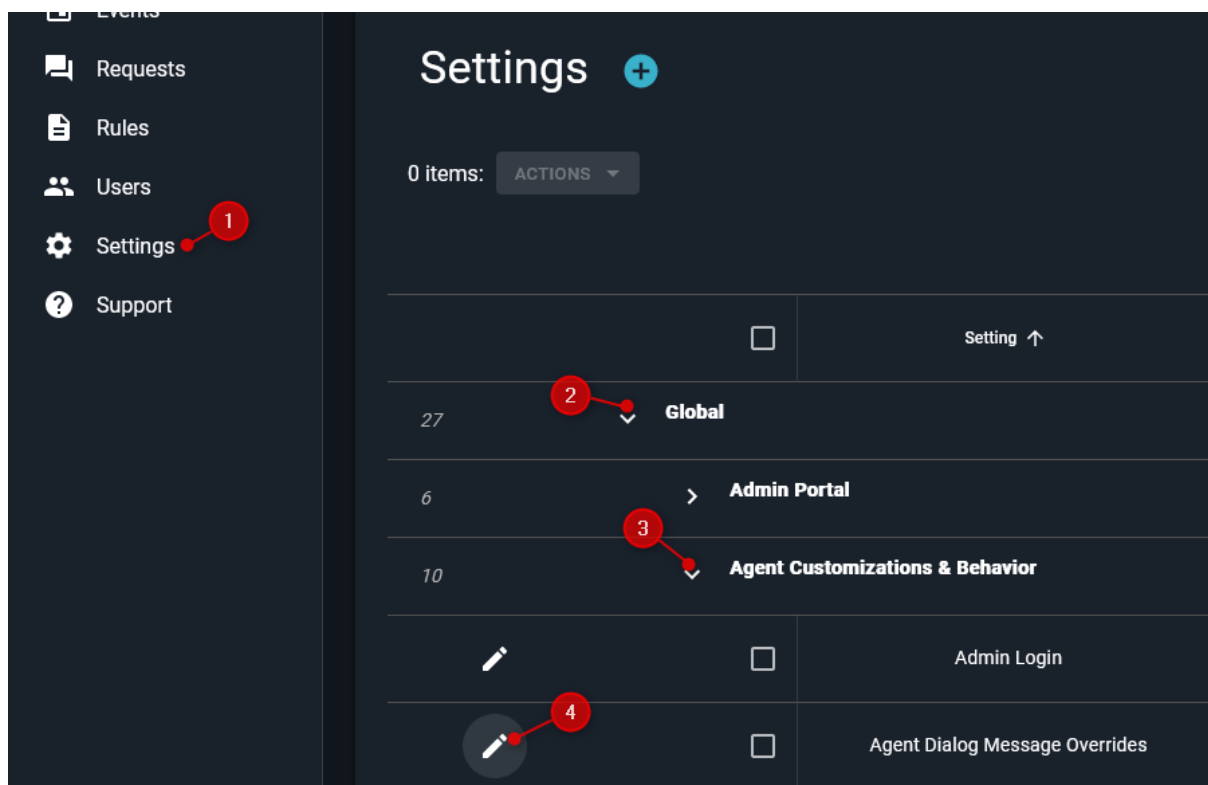 Events
Requests
Rules
Users
1
Settings
Support
Settings
0 items: ACTIONS
Setting
2
27 Global
6 Admin Portal
3
10 Agent Customizations & Behavior
Admin Login
4
Agent Dialog Message Overrides